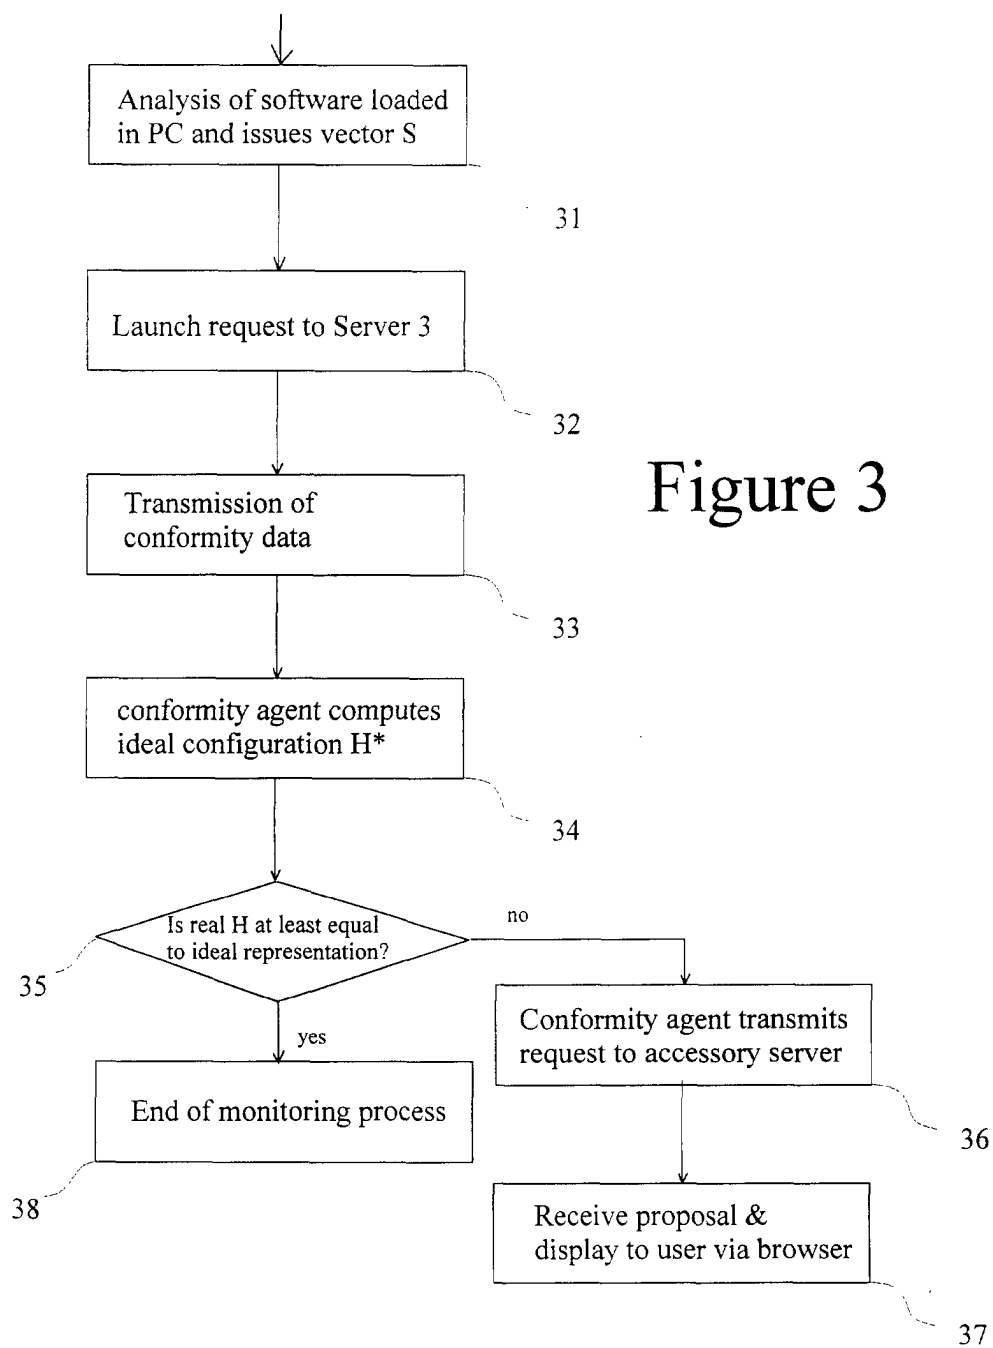 Analysis of software loaded
in PC and issues vector S
31
Launch request to Server 3
32
Figure 3
Transmission of
conformity data
33
conformity agent computes
ideal configuration H*
34
Is real H at least equal
to ideal representation?
no
35
yes
Conformity agent transmits
request to accessory server
36
End of monitoring process
38
Receive proposal &
display to user via browser
37